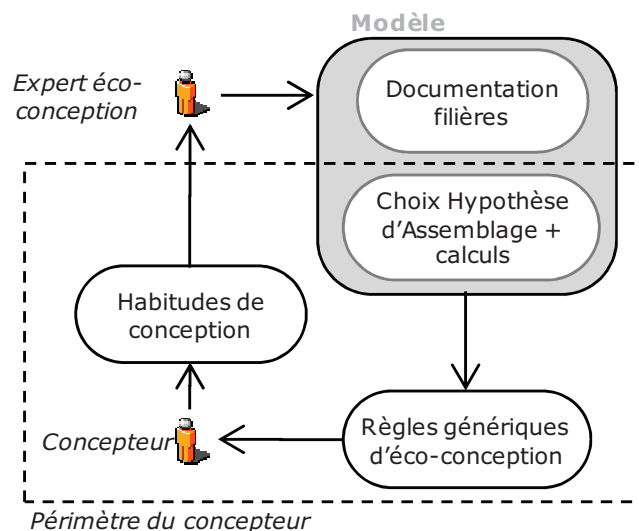 Modèle
Expert éco-
conception
Documentation
filières
Choix Hypothèse
d'Assemblage +
calculs
Habitudes de
conception
Concepteur
Règles génériques
d'éco-conception
Périmètre du concepteur